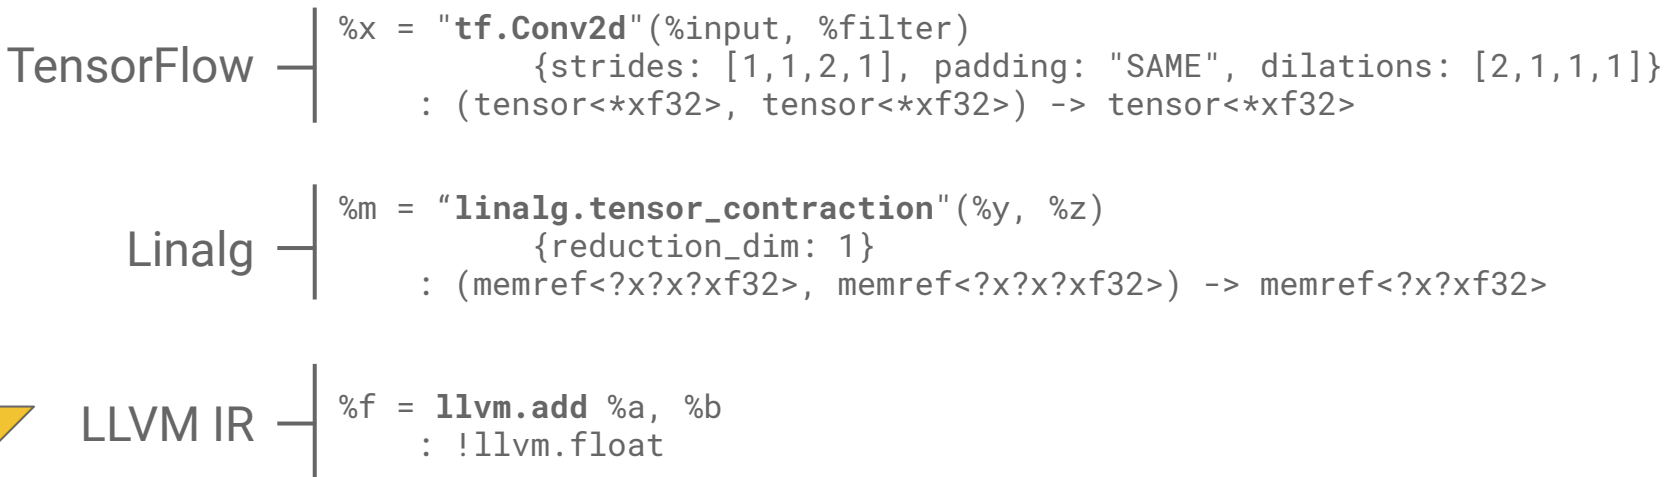 TensorFlow
%x = "tf.Conv2d"(%input, %filter)
{strides: [1,1,2,1], padding: "SAME", dilations: [2,1,1,1]}
: (tensor<*xf32>, tensor<*xf32>) -> tensor<*xf32>
Linalg
%m = “linalg.tensor_contraction"(%y, %z)
{reduction_dim: 1}
: (memref<?x?x?xf32>, memref<?x?x?xf32>) -> memref<?x?xf32>
LLVM IR
%f = llvm.add %a, %b
: !llvm.float